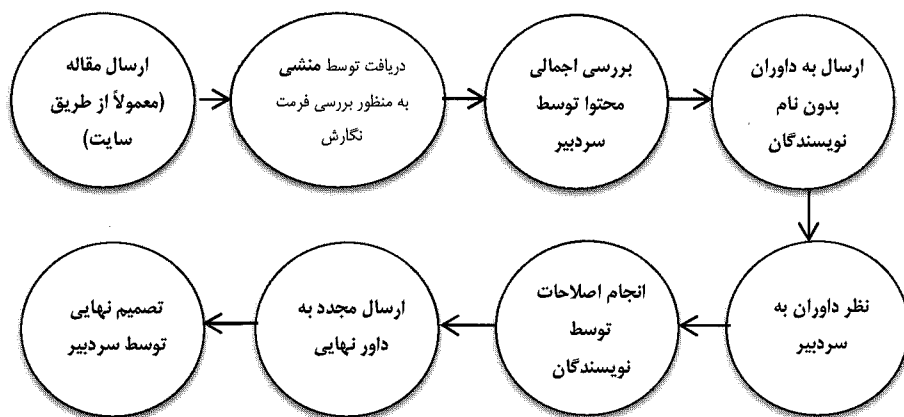 ارسال مقاله
(معمولاً از طریق
سایت)
دریافت توسط منشی
به منظور بررسی فرمت
نگارش
بررسی اجمالی
محتوا توسط
سردبیر
ارسال به داوران
بدون نام
نویسندگان
نظر داوران به
سردبیر
انجام اصلاحات
توسط
نویسندگان
ارسال مجدد به
داور نهایی
تصمیم نهایی
توسط سردبیر